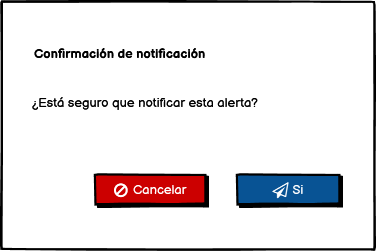 Confirmación de notificación
¿Está seguro que notificar esta alerta?
Cancelar
Si